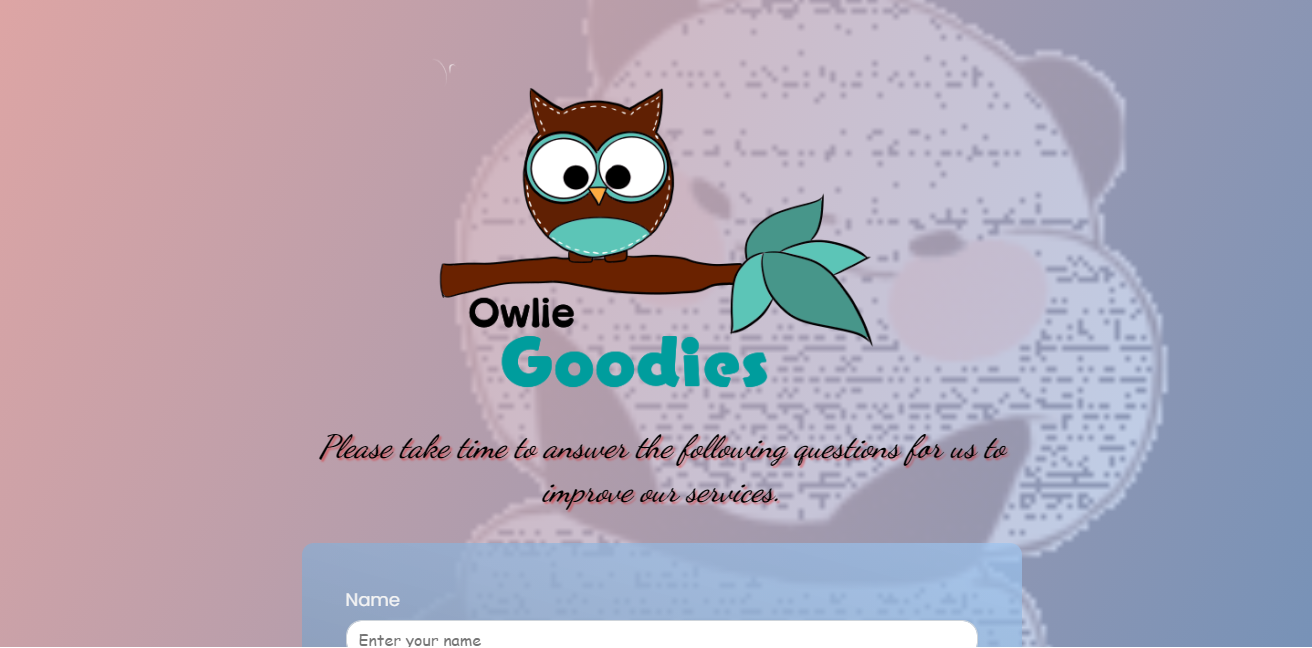 Owlie
Goodies
Please take time to answer the following questions for us to
improve our services.
Name
Enter your name